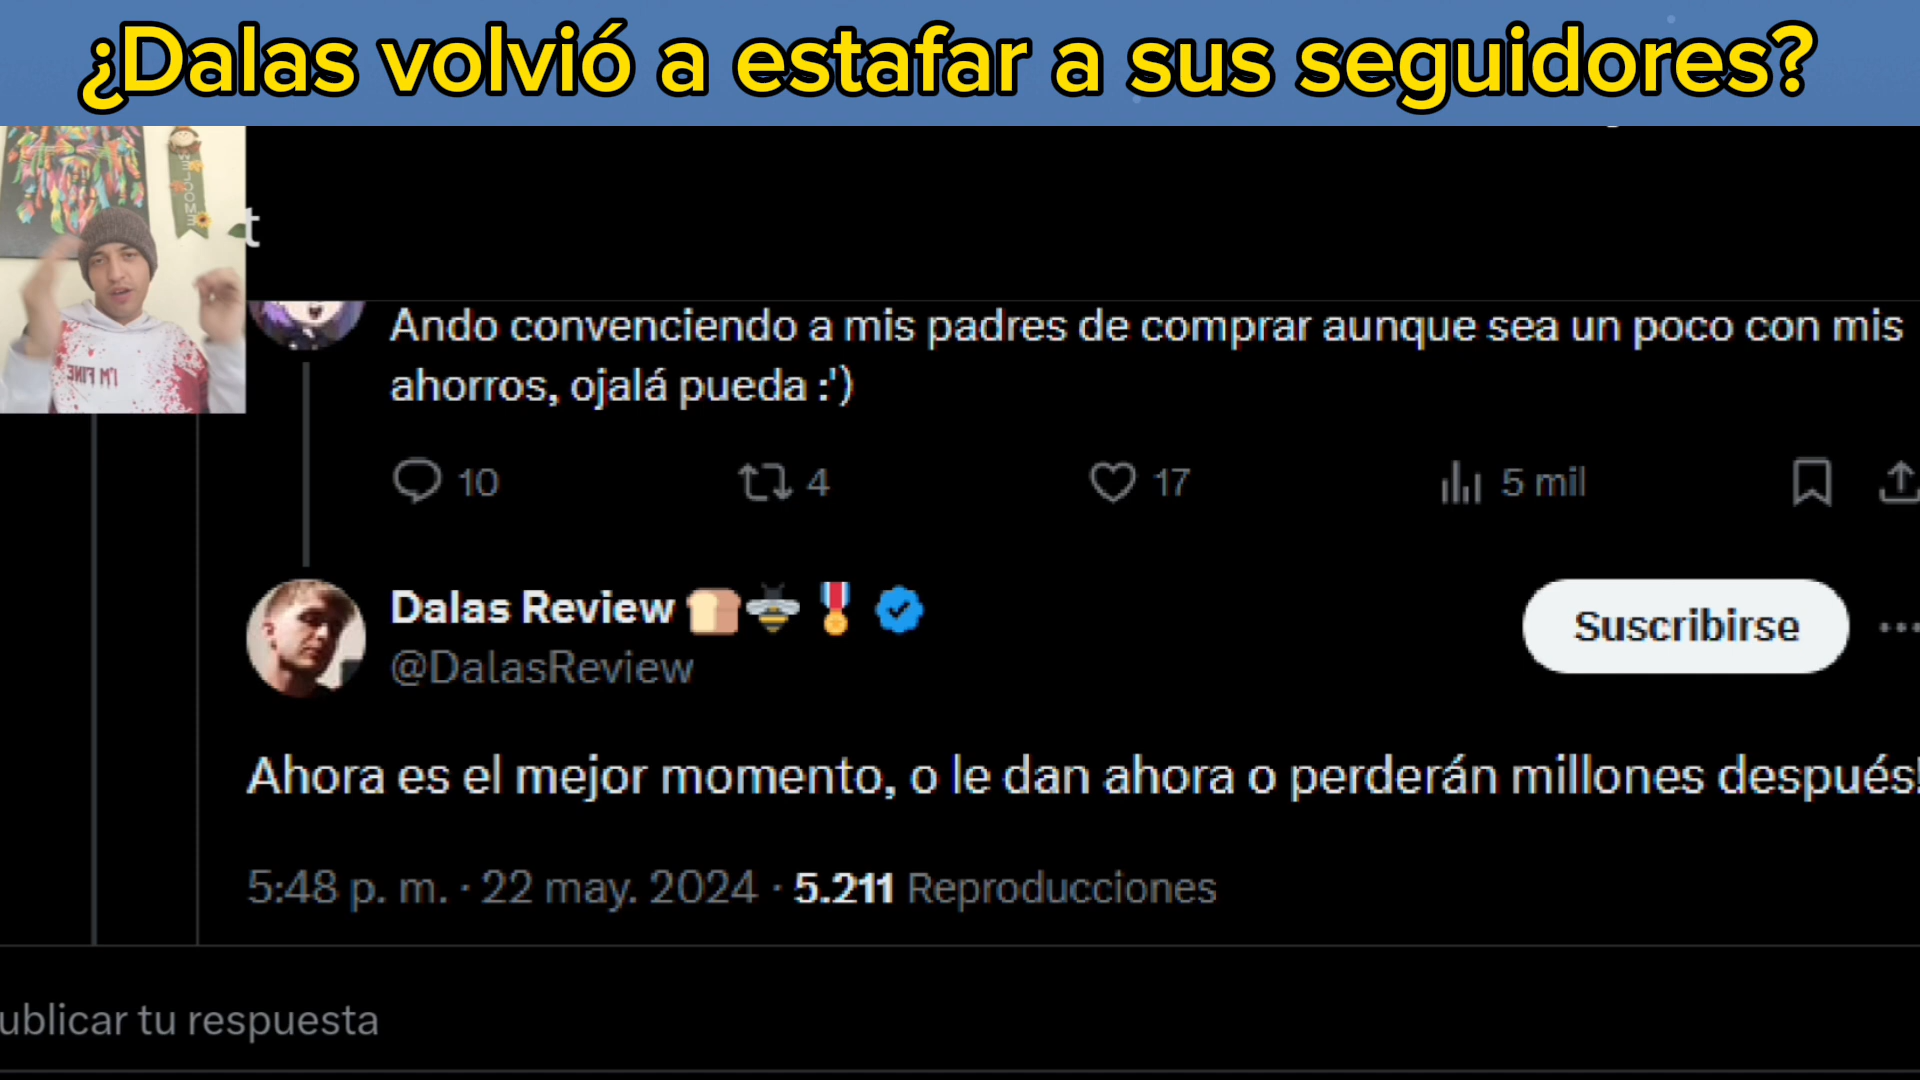 ¿Dalas volvió a estafar a sus seguidores?
WELCOME
t
I'M FINE
Ando convenciendo a mis padres de comprar aunque sea un poco con mis
ahorros, ojalá pueda :')
10 4 17 5 mil
Dalas Review
@DalasReview
Suscribirse
Ahora es el mejor momento, o le dan ahora o perderán millones después!
5:48 p. m. · 22 may. 2024 · 5.211 Reproducciones
ublicar tu respuesta